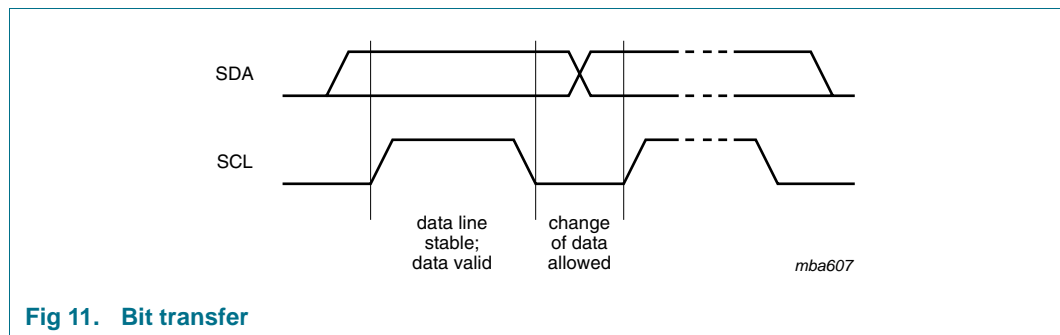 SDA
SCL
data line
stable;
data valid
change
of data
allowed
mba607
Fig 11. Bit transfer